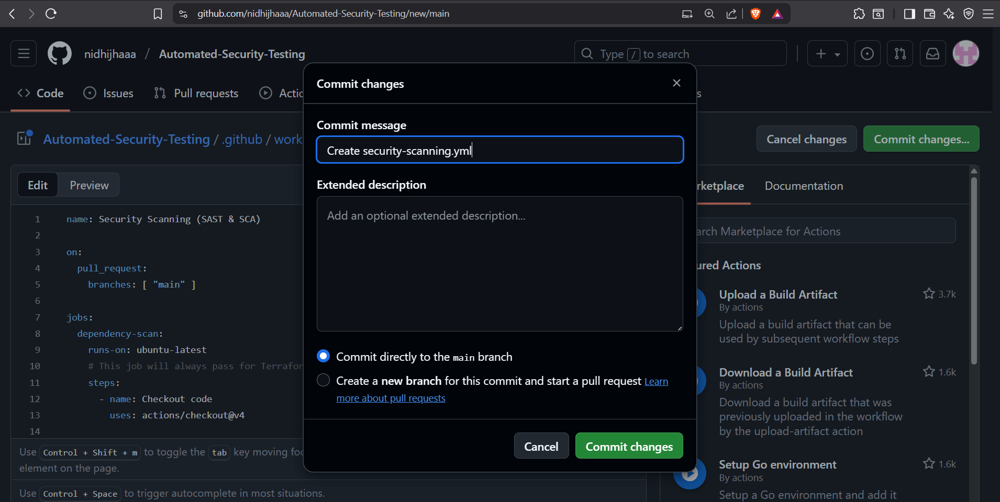 github.com/nidhijhaaa/Automated-Security-Testing/new/main
nidhijhaaa / Automated-Security-Testing
Type / to search
Code
Issues
Pull requests
Actic
s
Automated-Security-Testing / .github / work
Cancel changes
Commit changes...
Edit
Preview
1 name: Security Scanning (SAST & SCA)
2
3 on:
4 pull_request:
5 branches: [ "main" ]
6
7 jobs:
8 dependency-scan:
9 runs-on: ubuntu-latest
10 # This job will always pass for Terrafor
11 steps:
12 - name: Checkout code
13 uses: actions/checkout@v4
14
Use Control + Shift + m to toggle the tab key moving foc
element on the page.
Use Control + Space to trigger autocomplete in most situations.
Commit changes
Commit message
Create security-scanning.yml
Extended description
Add an optional extended description...
Commit directly to the main branch
Create a new branch for this commit and start a pull request Learn
more about pull requests
Cancel
Commit changes
rketplace
Documentation
arch Marketplace for Actions
ured Actions
Upload a Build Artifact
3.7k
By actions
Upload a build artifact that can be
used by subsequent workflow steps
Download a Build Artifact
1.6k
By actions
Download a build artifact that was
previously uploaded in the workflow
by the upload-artifact action
Setup Go environment
1.6k
By actions
Setup a Go environment and add it